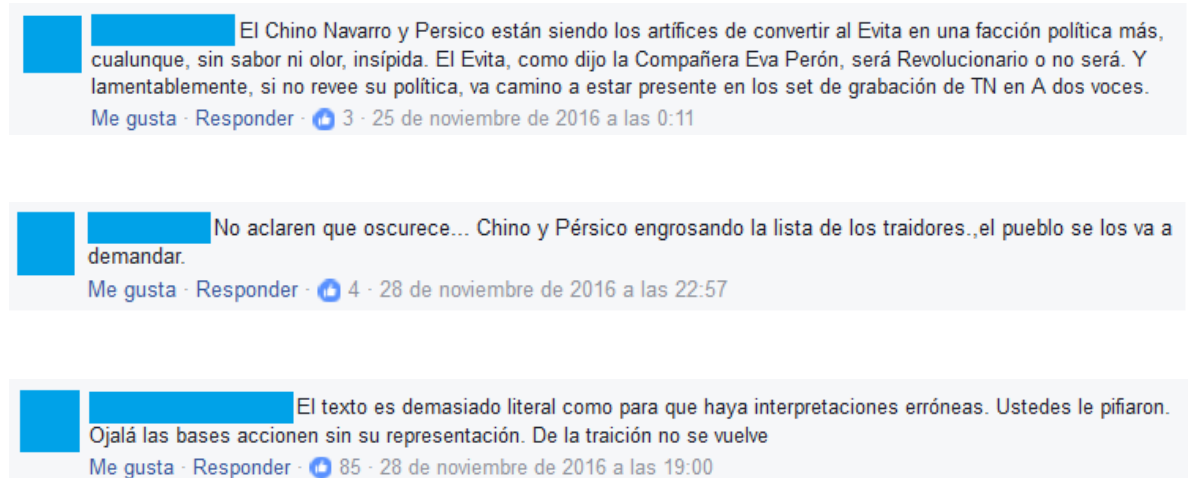 El Chino Navarro y Persico están siendo los artífices de convertir al Evita en una facción política más,
cualunque, sin sabor ni olor, insípida. El Evita, como dijo la Compañera Eva Perón, será Revolucionario o no será. Y
lamentablemente, si no revee su política, va camino a estar presente en los set de grabación de TN en A dos voces.
Me gusta · Responder · 3 · 25 de noviembre de 2016 a las 0:11
No aclaren que oscurece... Chino y Pérsico engrosando la lista de los traidores.,el pueblo se los va a
demandar.
Me gusta · Responder · 4 · 28 de noviembre de 2016 a las 22:57
El texto es demasiado literal como para que haya interpretaciones erróneas. Ustedes le pifiaron.
Ojalá las bases accionen sin su representación. De la traición no se vuelve
Me gusta · Responder · 85 · 28 de noviembre de 2016 a las 19:00